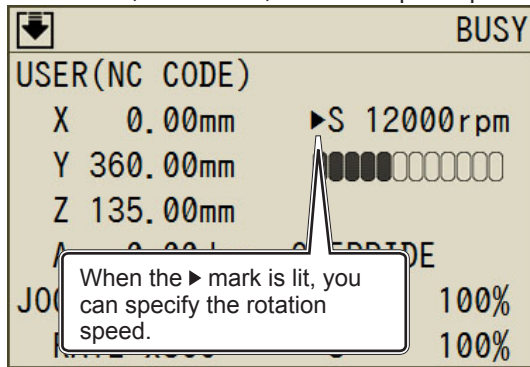 BUSY
USER(NC CODE)
X 0.00mm ▶S 12000rpm
Y 360.00mm
Z 135.00mm
When the ▶ mark is lit, you
can specify the rotation
speed.
100%
100%